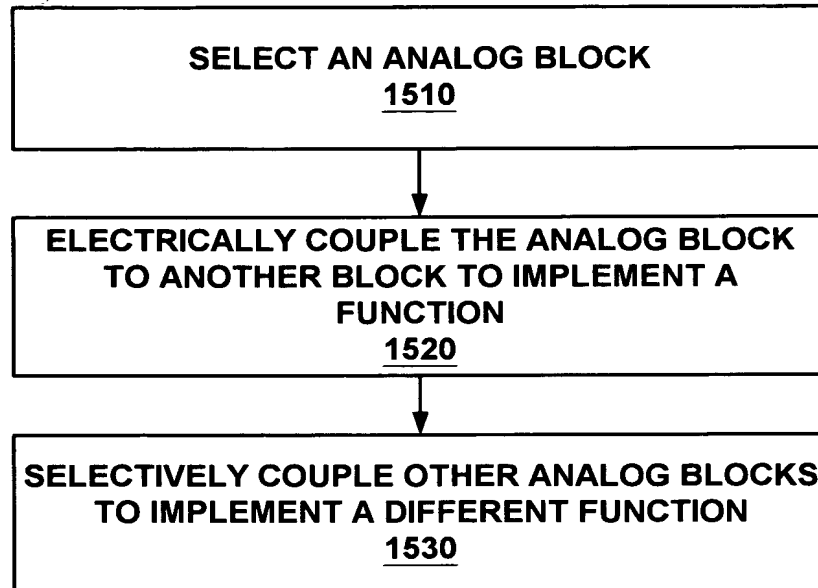 SELECT AN ANALOG BLOCK
1510
ELECTRICALLY COUPLE THE ANALOG BLOCK
TO ANOTHER BLOCK TO IMPLEMENT A
FUNCTION
1520
SELECTIVELY COUPLE OTHER ANALOG BLOCKS
TO IMPLEMENT A DIFFERENT FUNCTION
1530